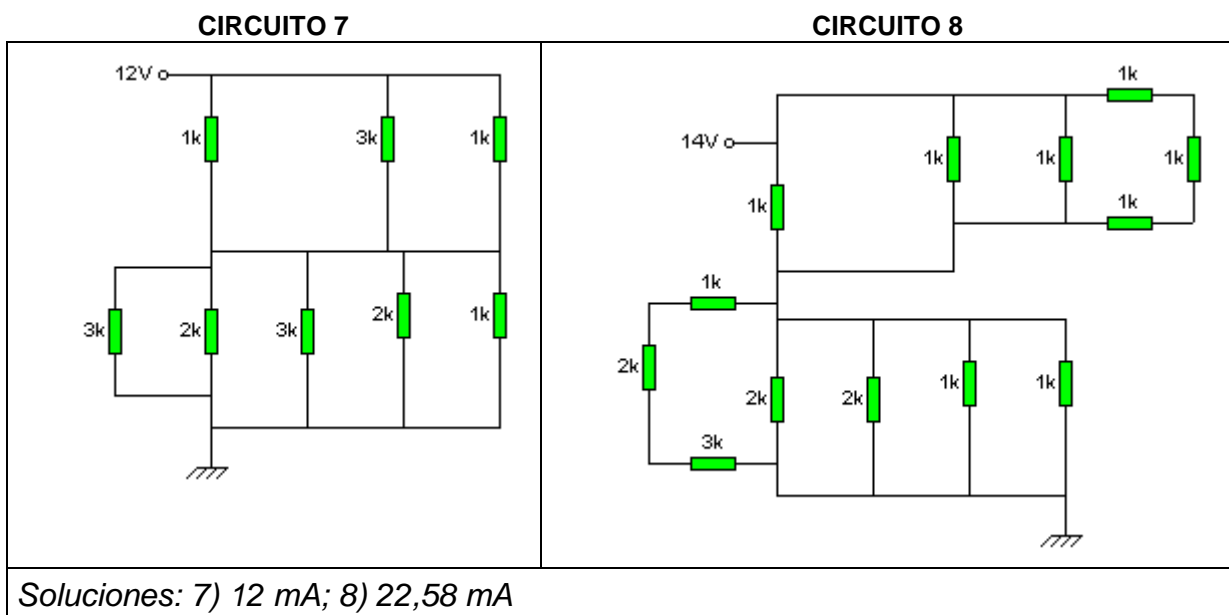 CIRCUITO 7
CIRCUITO 8
12V
1k
3k
1k
3k
2k
3k
2k
1k
1k
14V
1k
1k
1k
1k
1k
1k
2k
2k
2k
1k
1k
3k
Soluciones: 7) 12 mA; 8) 22,58 mA